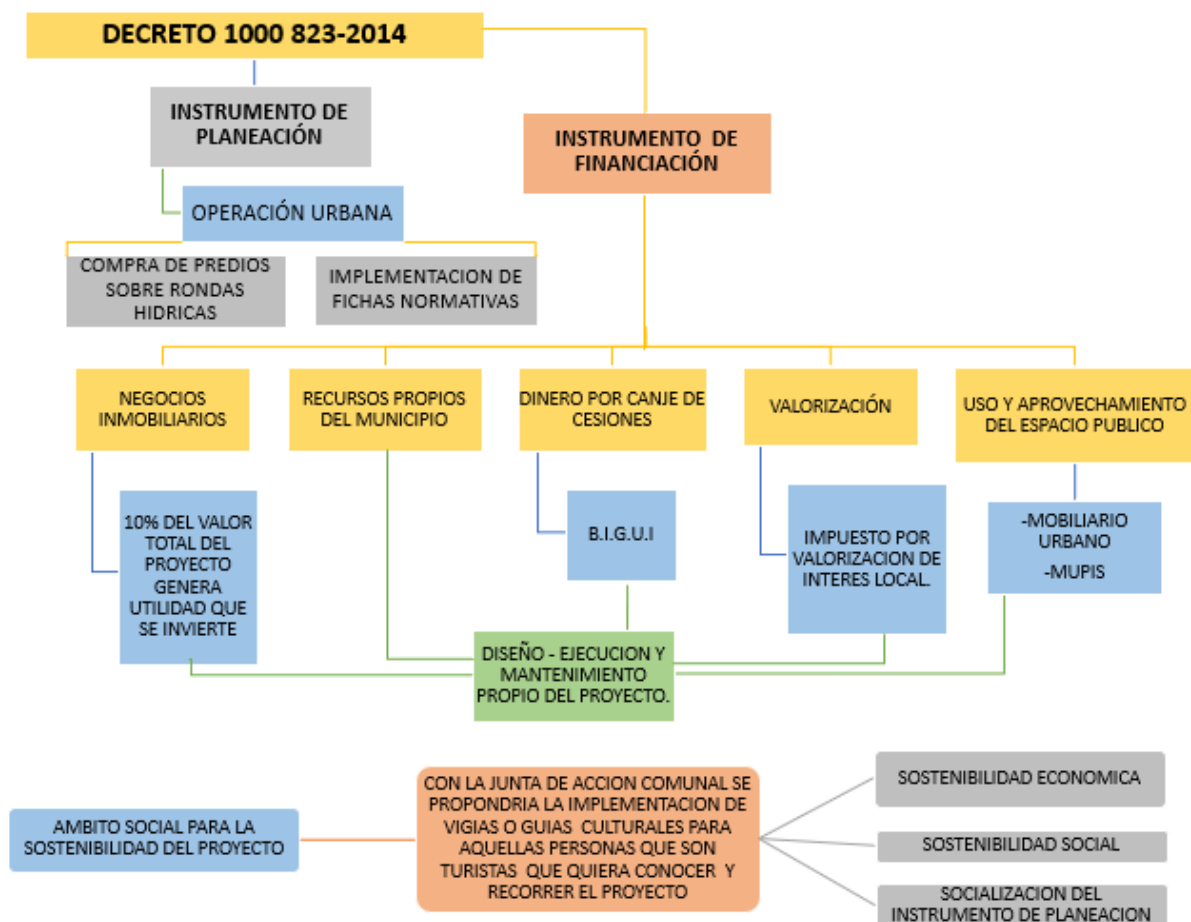 DECRETO 1000 823-2014
INSTRUMENTO DE
PLANEACIÓN
INSTRUMENTO DE
FINANCIACIÓN
OPERACIÓN URBANA
COMPRA DE PREDIOS
SOBRE RONDAS
HIDRICAS
IMPLEMENTACION DE
FICHAS NORMATIVAS
NEGOCIOS
INMOBILIARIOS
RECURSOS PROPIOS
DEL MUNICIPIO
DINERO POR CANJE DE
CESIONES
VALORIZACIÓN
USO Y APROVECHAMIENTO
DEL ESPACIO PUBLICO
10% DEL VALOR
TOTAL DEL
PROYECTO
GENERA
UTILIDAD QUE
SE INVIERTE
B.I.G.U.I
IMPUESTO POR
VALORIZACION DE
INTERES LOCAL.
-MOBILIARIO
URBANO
-MUPIS
DISEÑO - EJECUCION Y
MANTENIMIENTO
PROPIO DEL PROYECTO.
AMBITO SOCIAL PARA LA
SOSTENIBILIDAD DEL PROYECTO
CON LA JUNTA DE ACCION COMUNAL SE
PROPONDRIA LA IMPLEMENTACION DE
VIGIAS O GUIAS CULTURALES PARA
AQUELLAS PERSONAS QUE SON
TURISTAS QUE QUIERA CONOCER Y
RECORRER EL PROYECTO
SOSTENIBILIDAD ECONOMICA
SOSTENIBILIDAD SOCIAL
SOCIALIZACION DEL
INSTRUMENTO DE PLANEACION